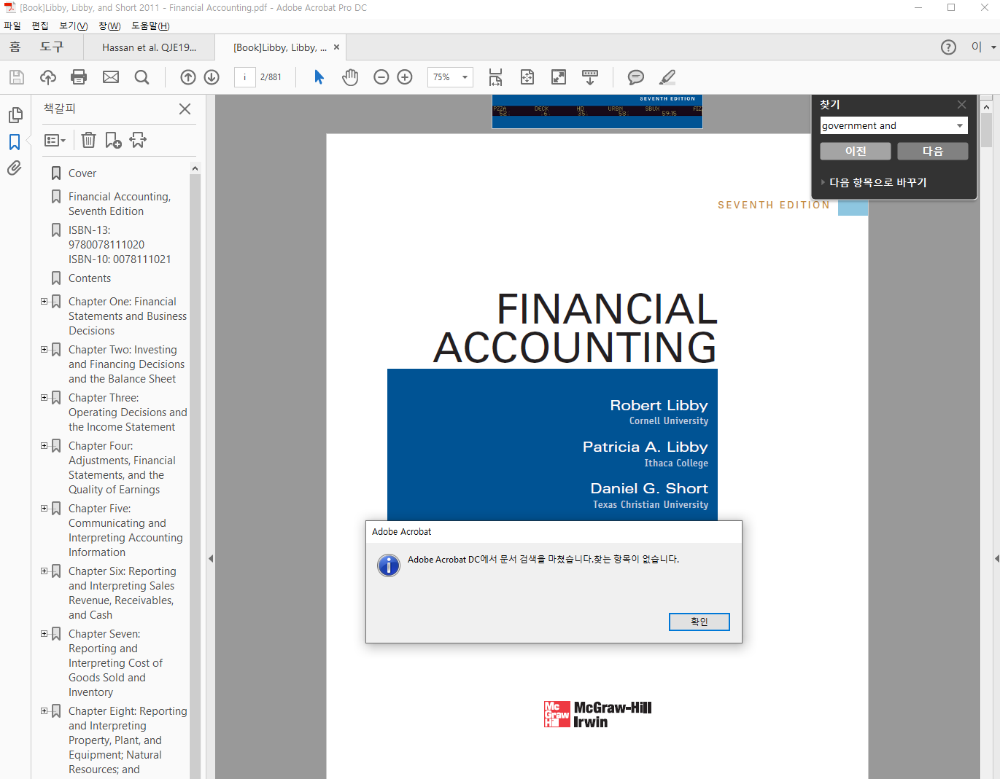 [Book]Libby, Libby, and Short 2011 - Financial Accounting.pdf - Adobe Acrobat Pro DC
파일 편집 보기(V) 창(W) 도움말(H)
홈 도구 Hassan et al. QJE19... [Book]Libby, Libby, ... × ? 이
i 2/881 75%
책갈피
Cover
Financial Accounting,
Seventh Edition
ISBN-13:
9780078111020
ISBN-10: 0078111021
Contents
Chapter One: Financial
Statements and Business
Decisions
Chapter Two: Investing
and Financing Decisions
and the Balance Sheet
Chapter Three:
Operating Decisions and
the Income Statement
Chapter Four:
Adjustments, Financial
Statements, and the
Quality of Earnings
Chapter Five:
Communicating and
Interpreting Accounting
Information
Chapter Six: Reporting
and Interpreting Sales
Revenue, Receivables,
and Cash
Chapter Seven:
Reporting and
Interpreting Cost of
Goods Sold and
Inventory
Chapter Eight: Reporting
and Interpreting
Property, Plant, and
Equipment; Natural
Resources; and
SEVENTH EDITION
PZZA DECK HD URBN SBUX FIZ
52 6 35 58 59.15
찾기
government and
이전 다음
다음 항목으로 바꾸기
SEVENTH EDITION
FINANCIAL
ACCOUNTING
Robert Libby
Cornell University
Patricia A. Libby
Ithaca College
Daniel G. Short
Texas Christian University
Adobe Acrobat
Adobe Acrobat DC에서 문서 검색을 마쳤습니다.찾는 항목이 없습니다.
확인
Mc
Graw
Hill
McGraw-Hill
Irwin